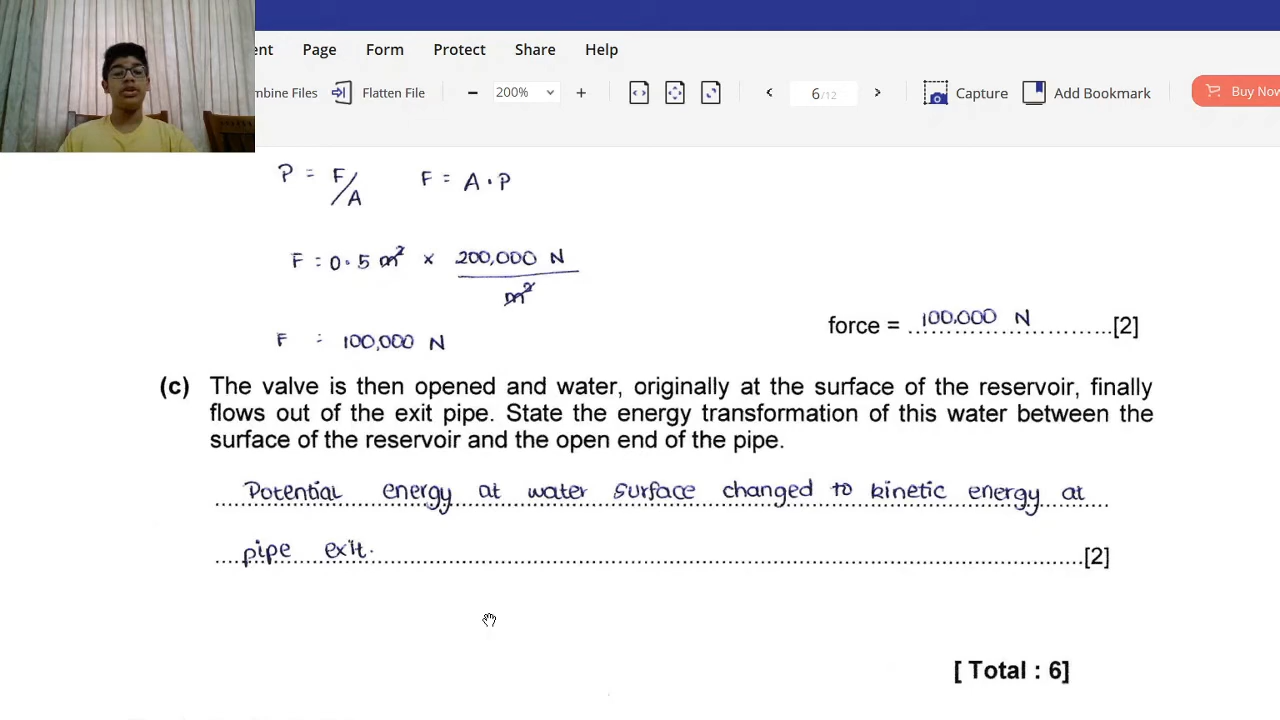 ent Page Form Protect Share Help
mbine Files Flatten File 200% 6/12 Capture Add Bookmark Buy Now
P = F/A F = A · P
F = 0.5 m² × 200,000 N
m²
F = 100,000 N
force = 100,000 N [2]
(c) The valve is then opened and water, originally at the surface of the reservoir, finally
flows out of the exit pipe. State the energy transformation of this water between the
surface of the reservoir and the open end of the pipe.
Potential energy at water surface changed to kinetic energy at
pipe exit. [2]
[ Total : 6]